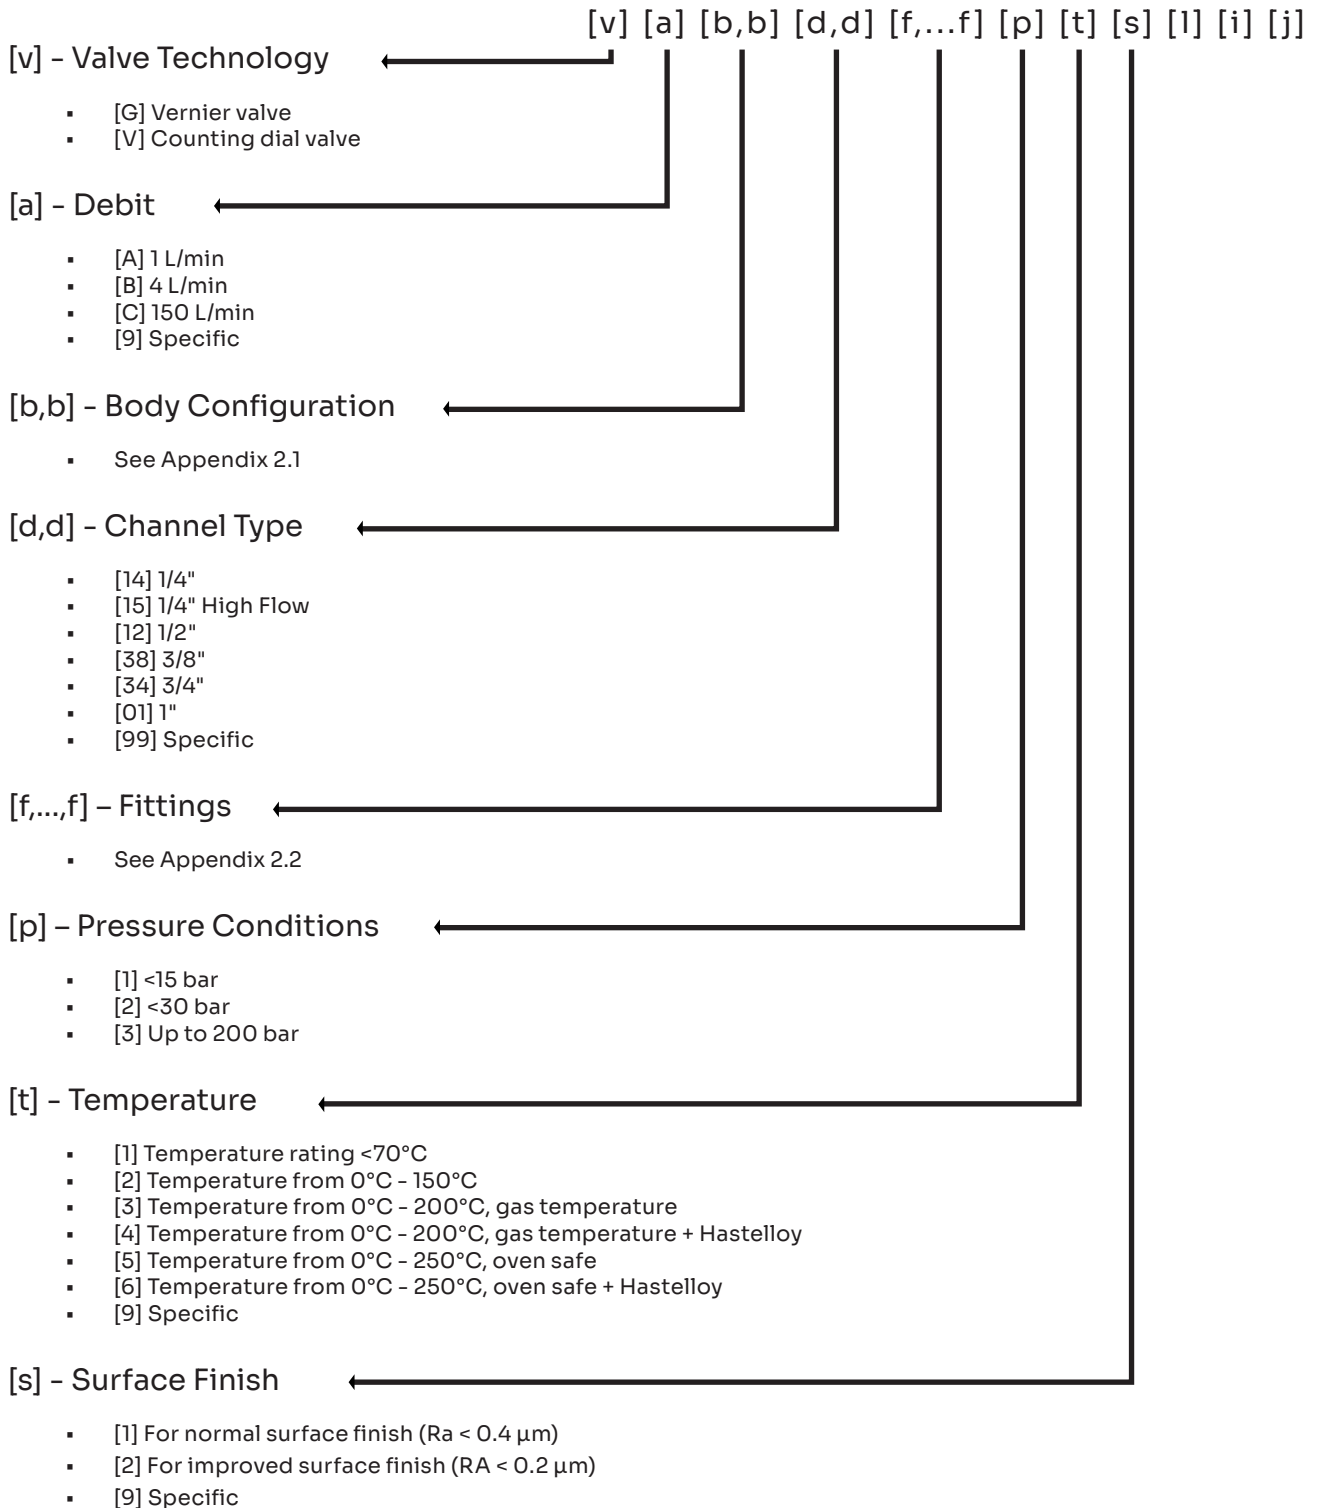 [v] [a] [b,b] [d,d] [f,...f] [p] [t] [s] [l] [i] [j]
[v] - Valve Technology
▪ [G] Vernier valve
▪ [V] Counting dial valve
[a] - Debit
▪ [A] 1 L/min
▪ [B] 4 L/min
▪ [C] 150 L/min
▪ [9] Specific
[b,b] - Body Configuration
▪ See Appendix 2.1
[d,d] - Channel Type
▪ [14] 1/4"
▪ [15] 1/4" High Flow
▪ [12] 1/2"
▪ [38] 3/8"
▪ [34] 3/4"
▪ [01] 1"
▪ [99] Specific
[f,...,f] – Fittings
▪ See Appendix 2.2
[p] – Pressure Conditions
▪ [1] <15 bar
▪ [2] <30 bar
▪ [3] Up to 200 bar
[t] - Temperature
▪ [1] Temperature rating <70°C
▪ [2] Temperature from 0°C - 150°C
▪ [3] Temperature from 0°C - 200°C, gas temperature
▪ [4] Temperature from 0°C - 200°C, gas temperature + Hastelloy
▪ [5] Temperature from 0°C - 250°C, oven safe
▪ [6] Temperature from 0°C - 250°C, oven safe + Hastelloy
▪ [9] Specific
[s] - Surface Finish
▪ [1] For normal surface finish (Ra < 0.4 µm)
▪ [2] For improved surface finish (RA < 0.2 µm)
▪ [9] Specific